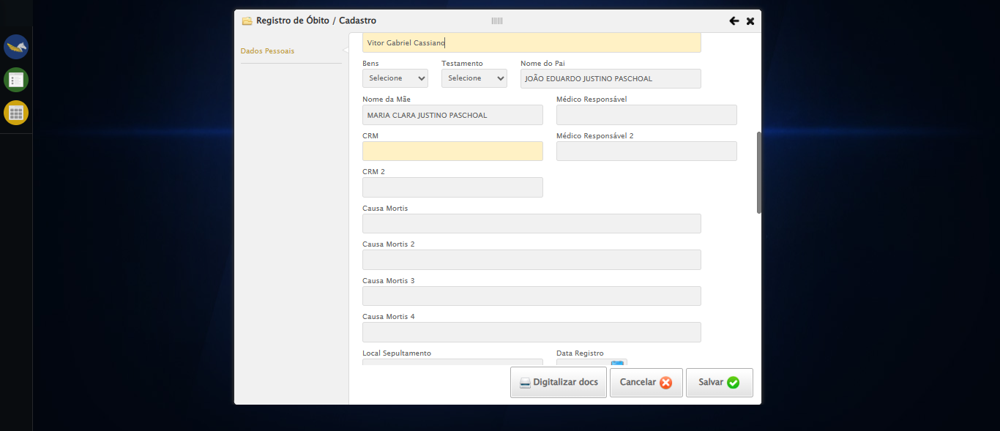 Registro de Óbito / Cadastro
Dados Pessoais
Vitor Gabriel Cassiano
Bens
Testamento
Nome do Pai
Selecione
Selecione
JOÃO EDUARDO JUSTINO PASCHOAL
Nome da Mãe
Médico Responsável
MARIA CLARA JUSTINO PASCHOAL
CRM
Médico Responsável 2
CRM 2
Causa Mortis
Causa Mortis 2
Causa Mortis 3
Causa Mortis 4
Local Sepultamento
Data Registro
Digitalizar docs
Cancelar
Salvar